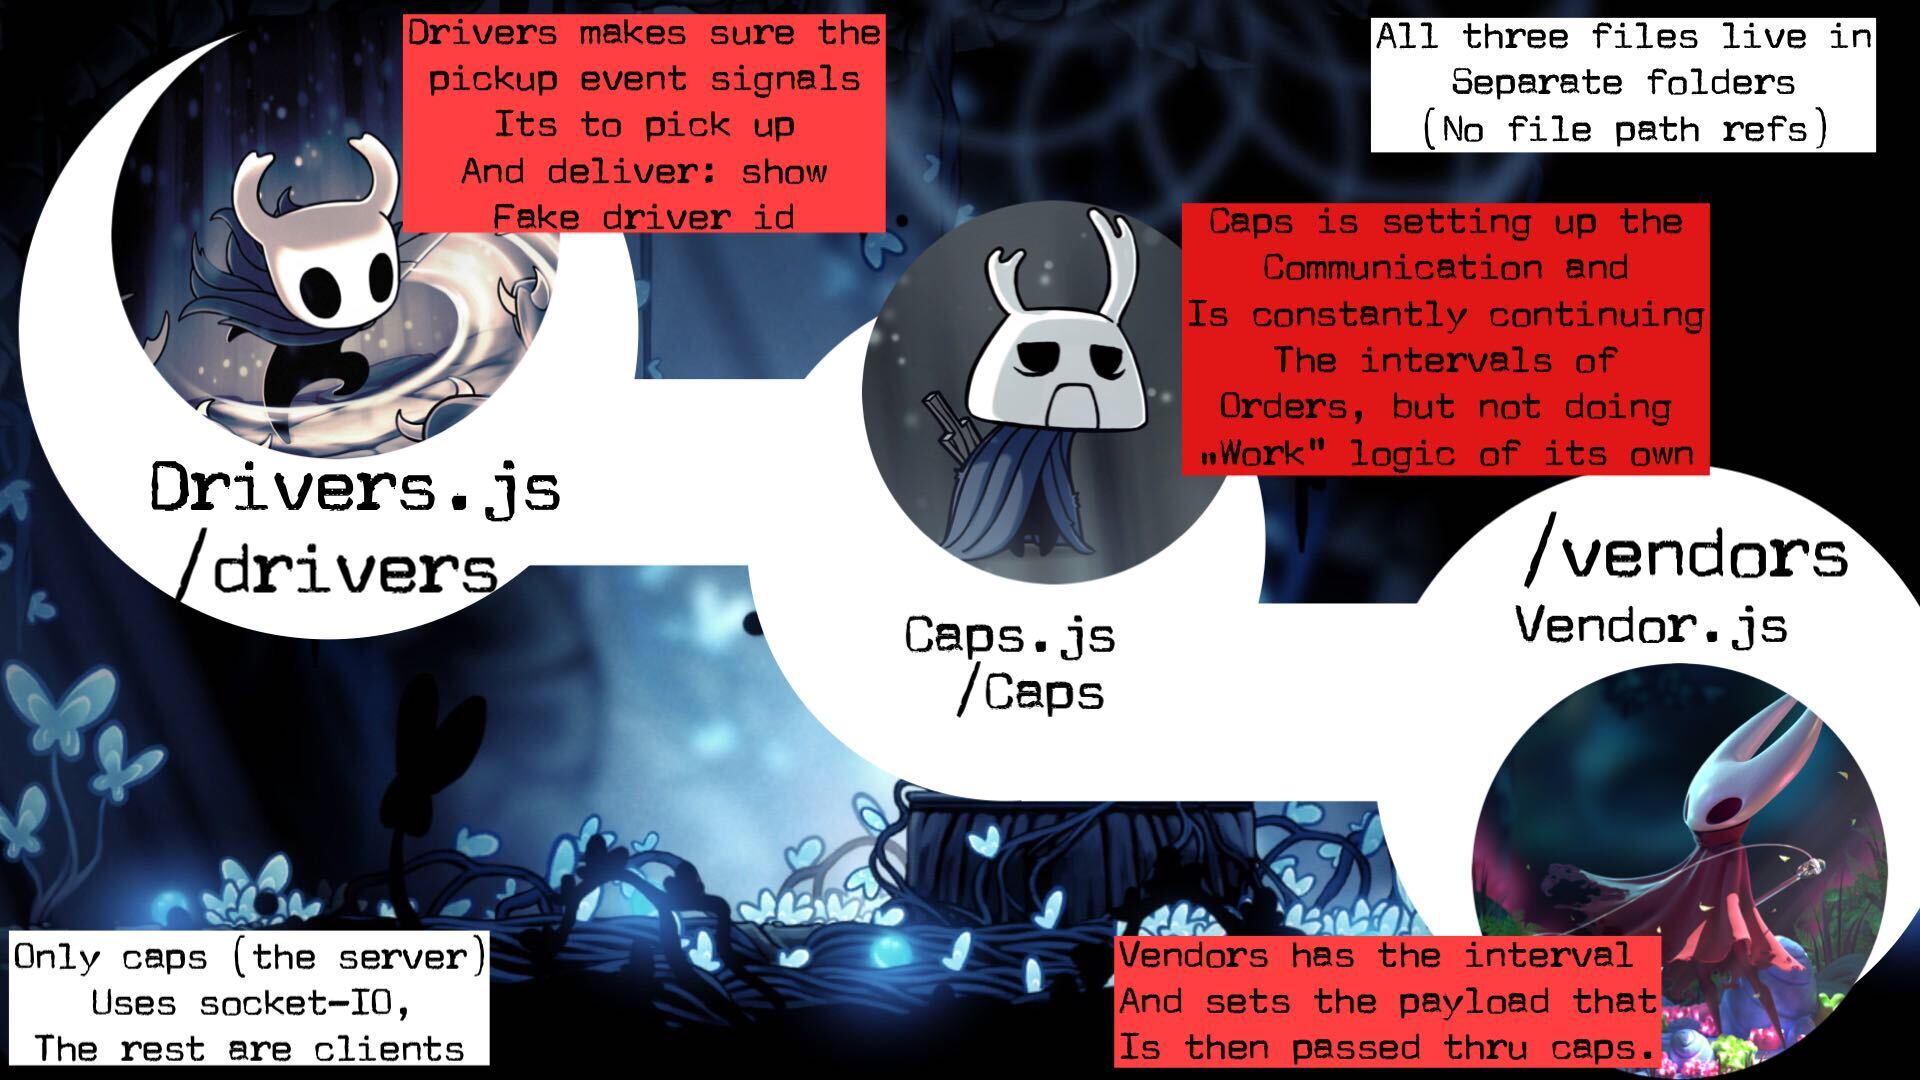 Drivers makes sure the
pickup event signals
Its to pick up
And deliver: show
Fake driver id
All three files live in
Separate folders
(No file path refs)
Caps is setting up the
Communication and
Is constantly continuing
The intervals of
Orders, but not doing
„Work" logic of its own
Drivers.js
/drivers
Caps.js
/Caps
/vendors
Vendor.js
Only caps (the server)
Uses socket-IO,
The rest are clients
Vendors has the interval
And sets the payload that
Is then passed thru caps.